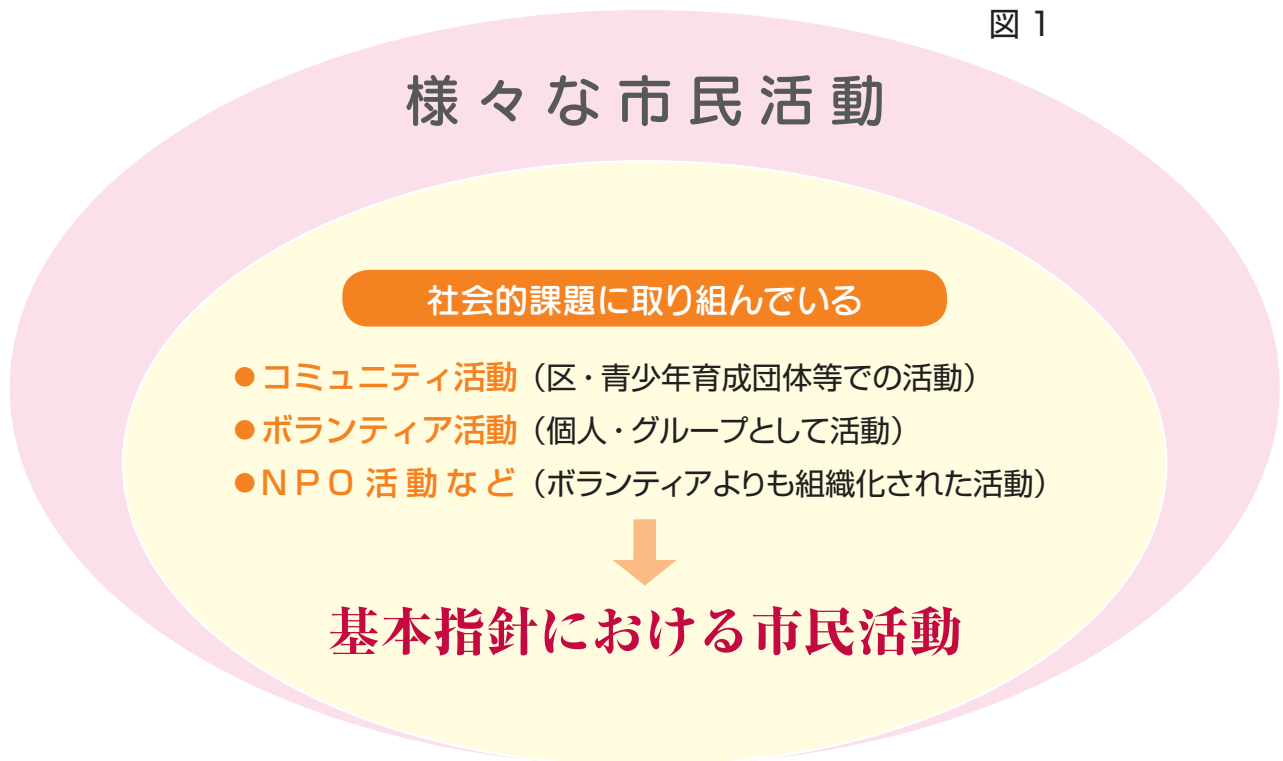 図 1
様々な市民活動
社会的課題に取り組んでいる
●コミュニティ活動（区・青少年育成団体等での活動）
●ボランティア活動（個人・グループとして活動）
●NPO活動など（ボランティアよりも組織化された活動）
基本指針における市民活動